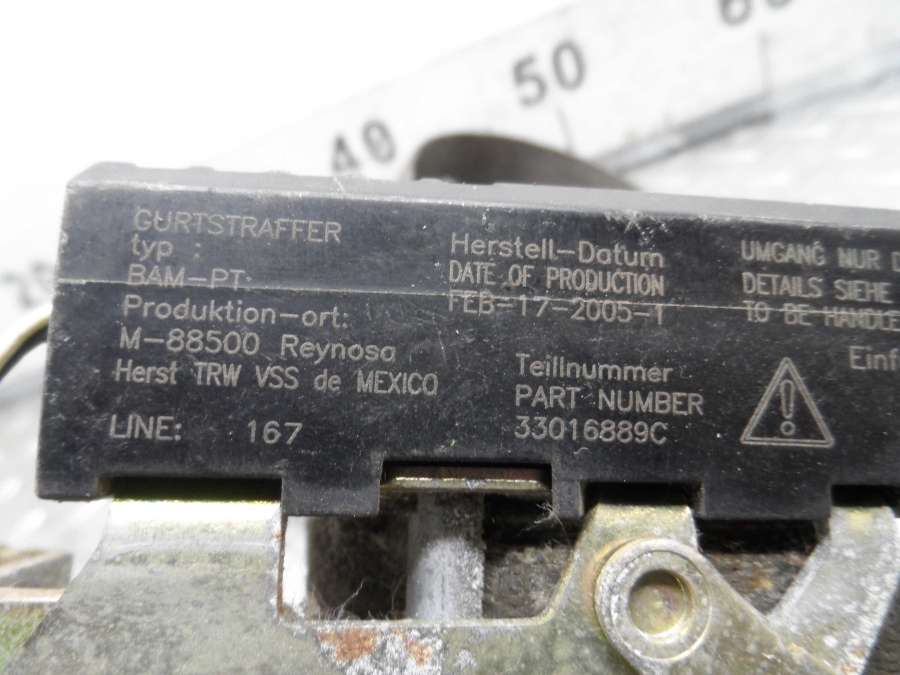 50
40
GURTSTRAFFER
typ :
BAM-PT:
Produktion-ort:
M-88500 Reynosa
Herst TRW VSS de MEXICO
LINE: 167
Herstell-Datum
DATE OF PRODUCTION
FEB-17-2005-1
Teillnummer
PART NUMBER
33016889C
UMGANG NUR
DETAILS SIEHE
TO BE HANDLE
Einf